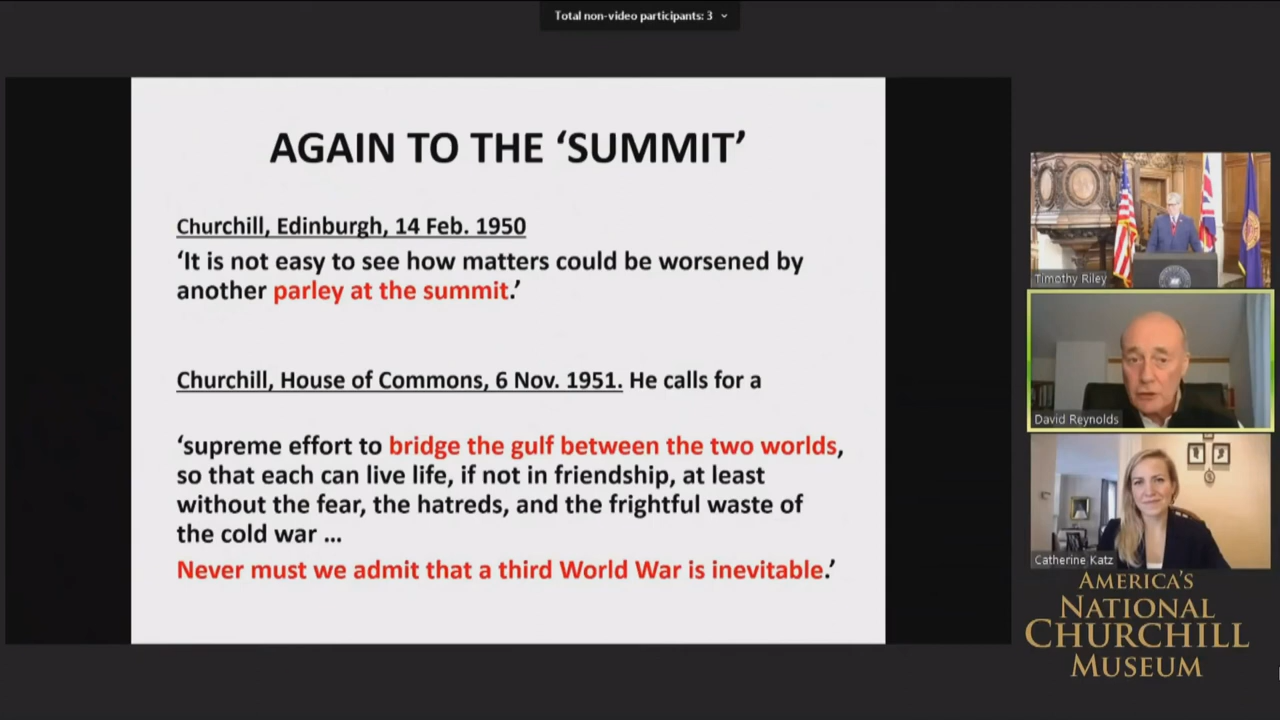 Total non-video participants: 3
AGAIN TO THE ‘SUMMIT’
Churchill, Edinburgh, 14 Feb. 1950
‘It is not easy to see how matters could be worsened by
another parley at the summit.’
Churchill, House of Commons, 6 Nov. 1951. He calls for a
‘supreme effort to bridge the gulf between the two worlds,
so that each can live life, if not in friendship, at least
without the fear, the hatreds, and the frightful waste of
the cold war ...
Never must we admit that a third World War is inevitable.’
Timothy Riley
David Reynolds
Catherine Katz
AMERICA'S
NATIONAL
CHURCHILL
MUSEUM